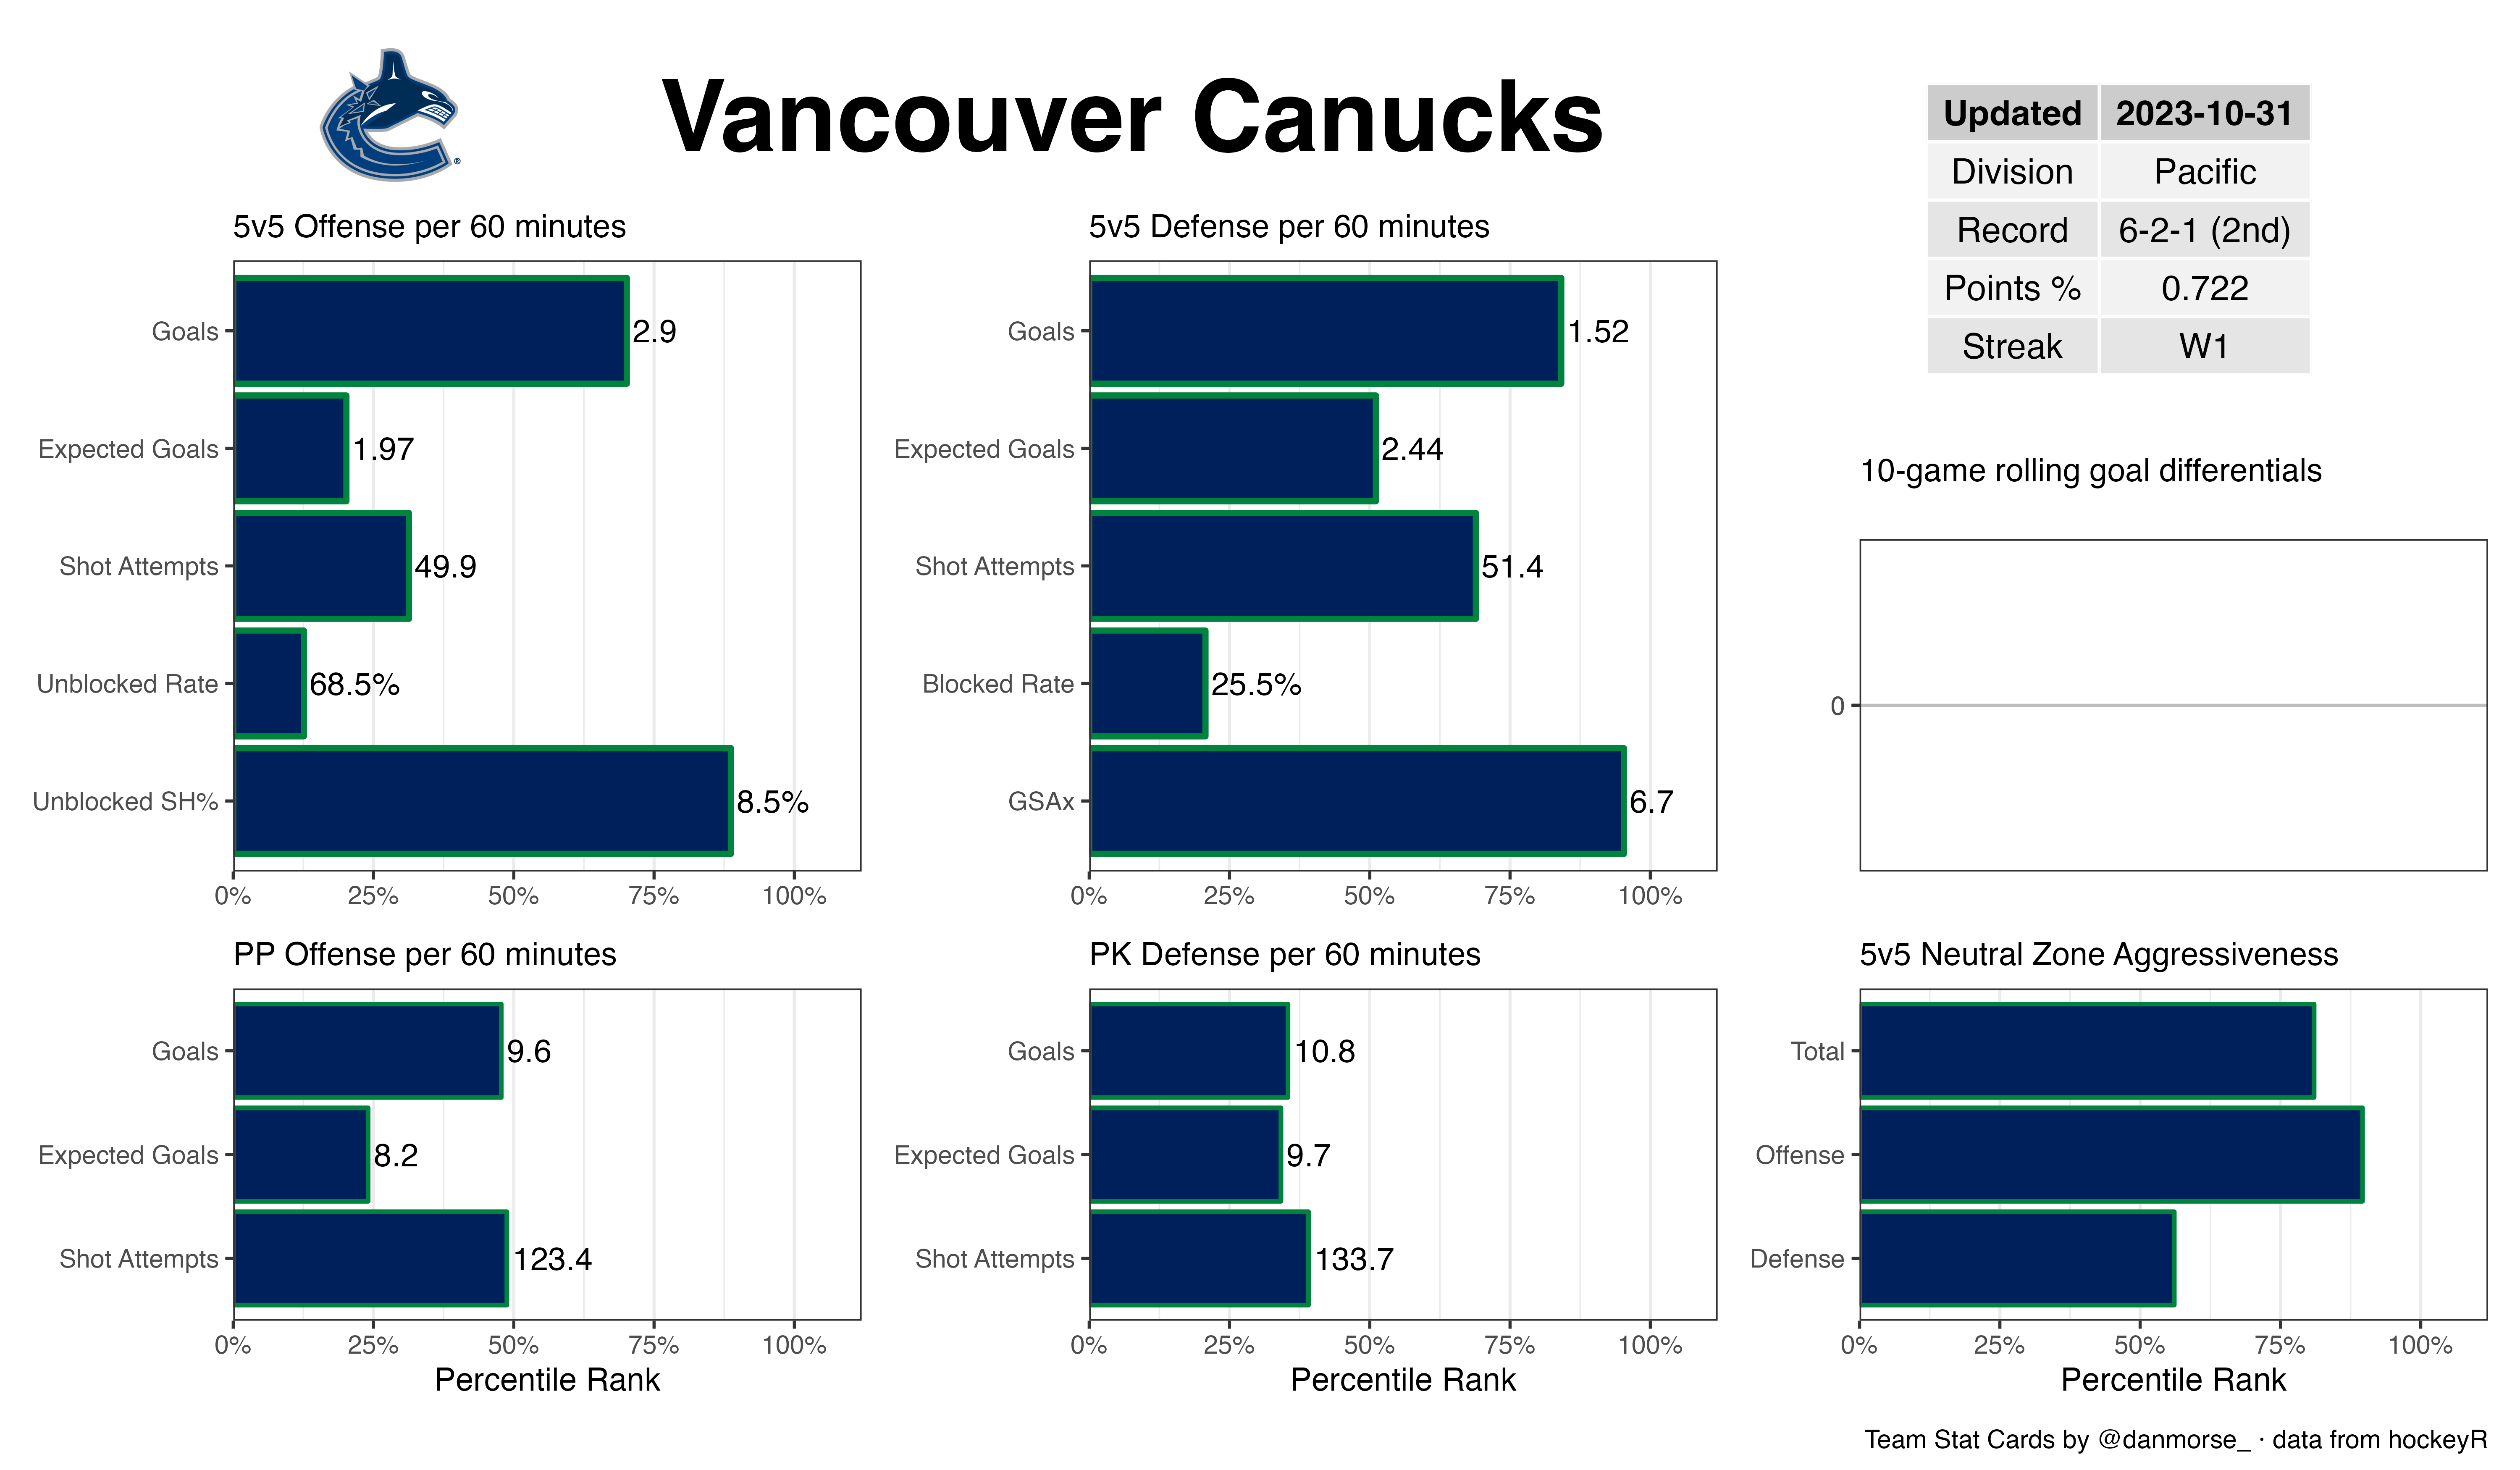 Vancouver Canucks
®
Updated 2023-10-31
Division Pacific
Record 6-2-1 (2nd)
Points % 0.722
Streak W1
5v5 Offense per 60 minutes
Goals 2.9
Expected Goals 1.97
Shot Attempts 49.9
Unblocked Rate 68.5%
Unblocked SH% 8.5%
0% 25% 50% 75% 100%
5v5 Defense per 60 minutes
Goals 1.52
Expected Goals 2.44
Shot Attempts 51.4
Blocked Rate 25.5%
GSAx 6.7
0% 25% 50% 75% 100%
10-game rolling goal differentials
0
PP Offense per 60 minutes
Goals 9.6
Expected Goals 8.2
Shot Attempts 123.4
0% 25% 50% 75% 100%
Percentile Rank
PK Defense per 60 minutes
Goals 10.8
Expected Goals 9.7
Shot Attempts 133.7
0% 25% 50% 75% 100%
Percentile Rank
5v5 Neutral Zone Aggressiveness
Total
Offense
Defense
0% 25% 50% 75% 100%
Percentile Rank
Team Stat Cards by @danmorse_ · data from hockeyR